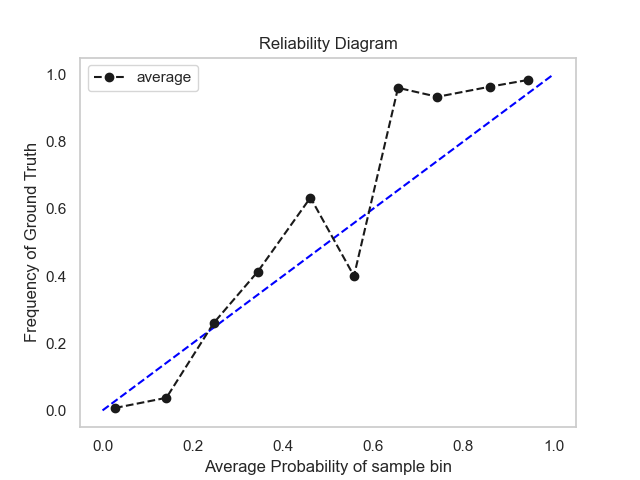 Reliability Diagram
average
Frequency of Ground Truth
1.0
0.8
0.6
0.4
0.2
0.0
0.0 0.2 0.4 0.6 0.8 1.0
Average Probability of sample bin